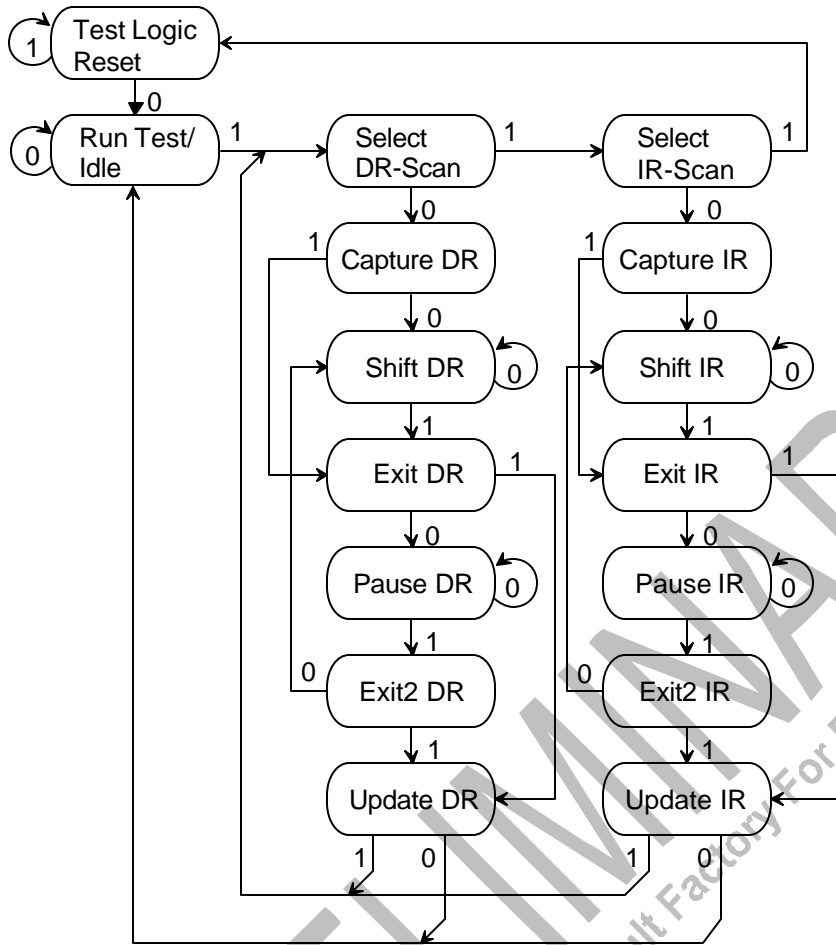 Test Logic
Reset
1
0
Run Test/
Idle
0
1
Select
DR-Scan
1
Select
IR-Scan
1
0
0
1
Capture DR
1
Capture IR
0
0
Shift DR
0
Shift IR
0
1
1
Exit DR
1
Exit IR
1
0
0
Pause DR
0
Pause IR
0
1
1
0
Exit2 DR
0
Exit2 IR
1
1
Update DR
Update IR
1
0
1
0
Factory For